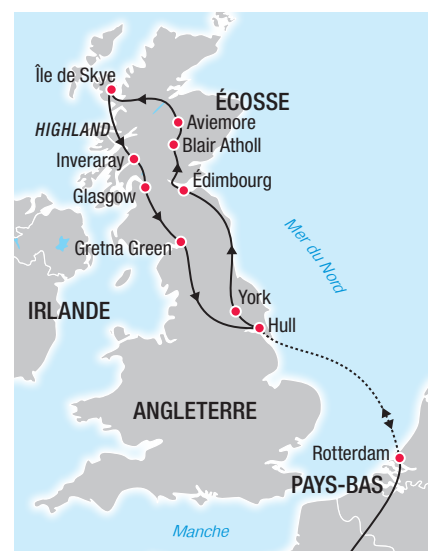 Île de Skye
ÉCOSSE
HIGHLAND
Aviemore
Blair Atholl
Inveraray
Édimbourg
Glasgow
Mer du Nord
Gretna Green
York
IRLANDE
Hull
ANGLETERRE
Rotterdam
PAYS-BAS
Manche